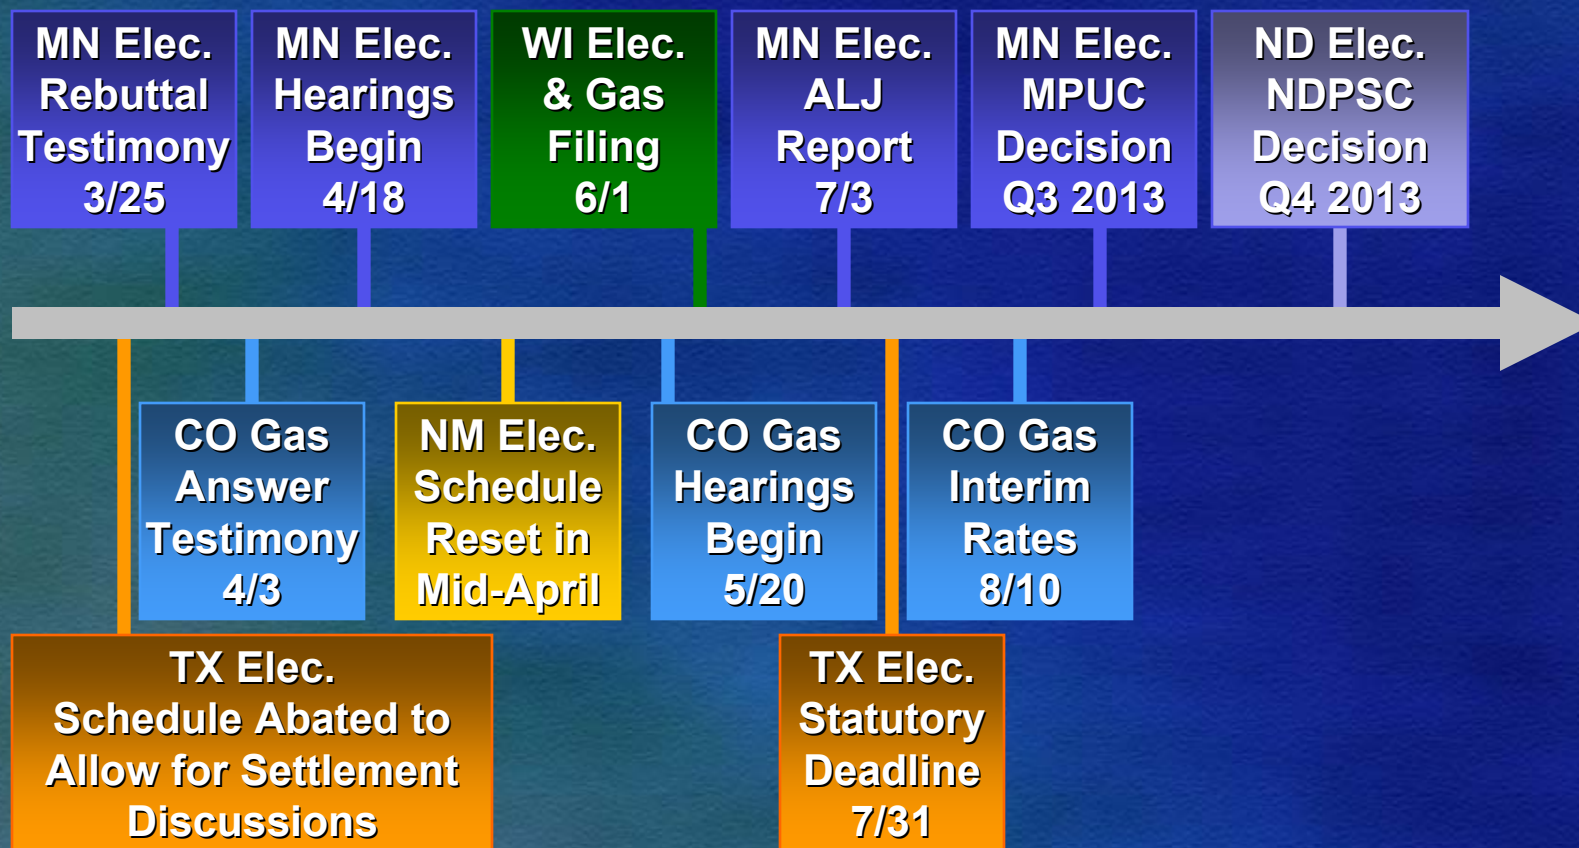 MN Elec.
Rebuttal
Testimony
3/25
MN Elec.
Hearings
Begin
4/18
WI Elec.
& Gas
Filing
6/1
MN Elec.
ALJ
Report
7/3
MN Elec.
MPUC
Decision
Q3 2013
ND Elec.
NDPSC
Decision
Q4 2013
CO Gas
Answer
Testimony
4/3
NM Elec.
Schedule
Reset in
Mid-April
CO Gas
Hearings
Begin
5/20
CO Gas
Interim
Rates
8/10
TX Elec.
Schedule Abated to
Allow for Settlement
Discussions
TX Elec.
Statutory
Deadline
7/31